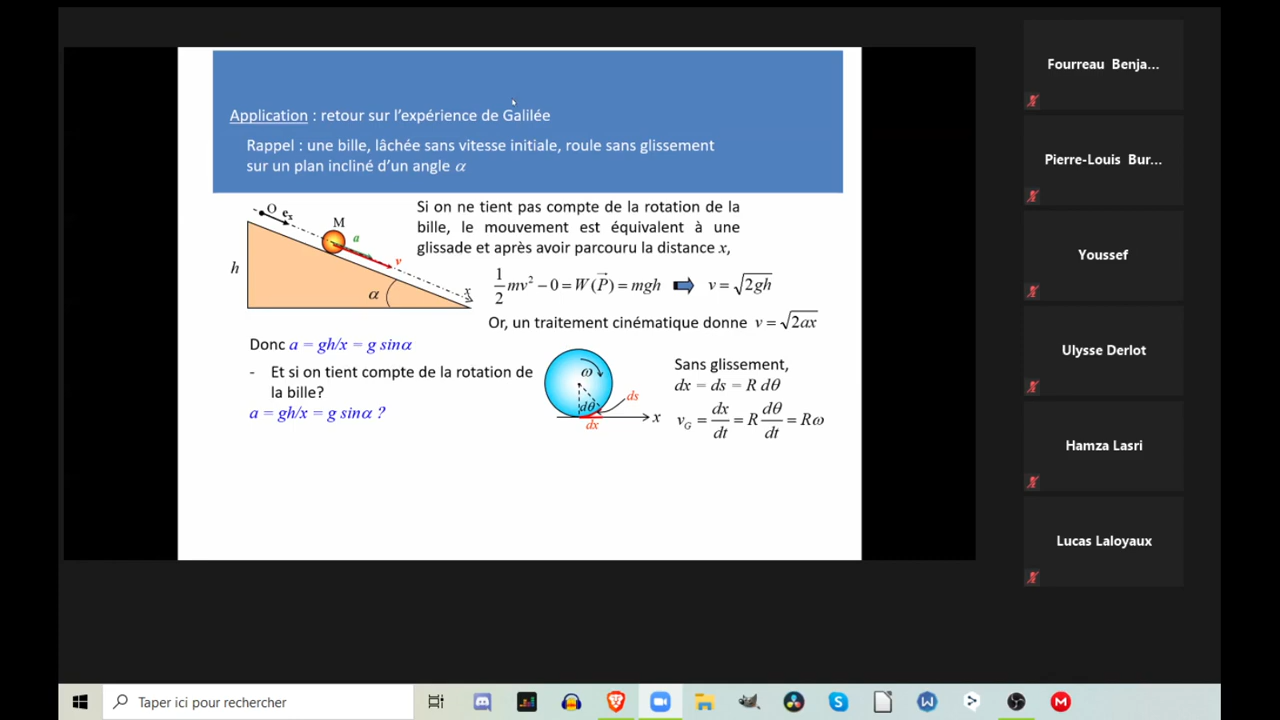 Application : retour sur l'expérience de Galilée
Rappel : une bille, lâchée sans vitesse initiale, roule sans glissement
sur un plan incliné d'un angle α
O
eₓ
M
a
v
h
α
x
Si on ne tient pas compte de la rotation de la
bille, le mouvement est équivalent à une
glissade et après avoir parcouru la distance x,
1/2 mv² − 0 = W(P⃗) = mgh ⇒ v = √2gh
Or, un traitement cinématique donne v = √2ax
Donc a = gh/x = g sinα
- Et si on tient compte de la rotation de
la bille?
a = gh/x = g sinα ?
ω
dθ
ds
dx
x
Sans glissement,
dx = ds = R dθ
v_G = dx/dt = R dθ/dt = Rω
Fourreau Benja...
Pierre-Louis Bur...
Youssef
Ulysse Derlot
Hamza Lasri
Lucas Laloyaux
Taper ici pour rechercher